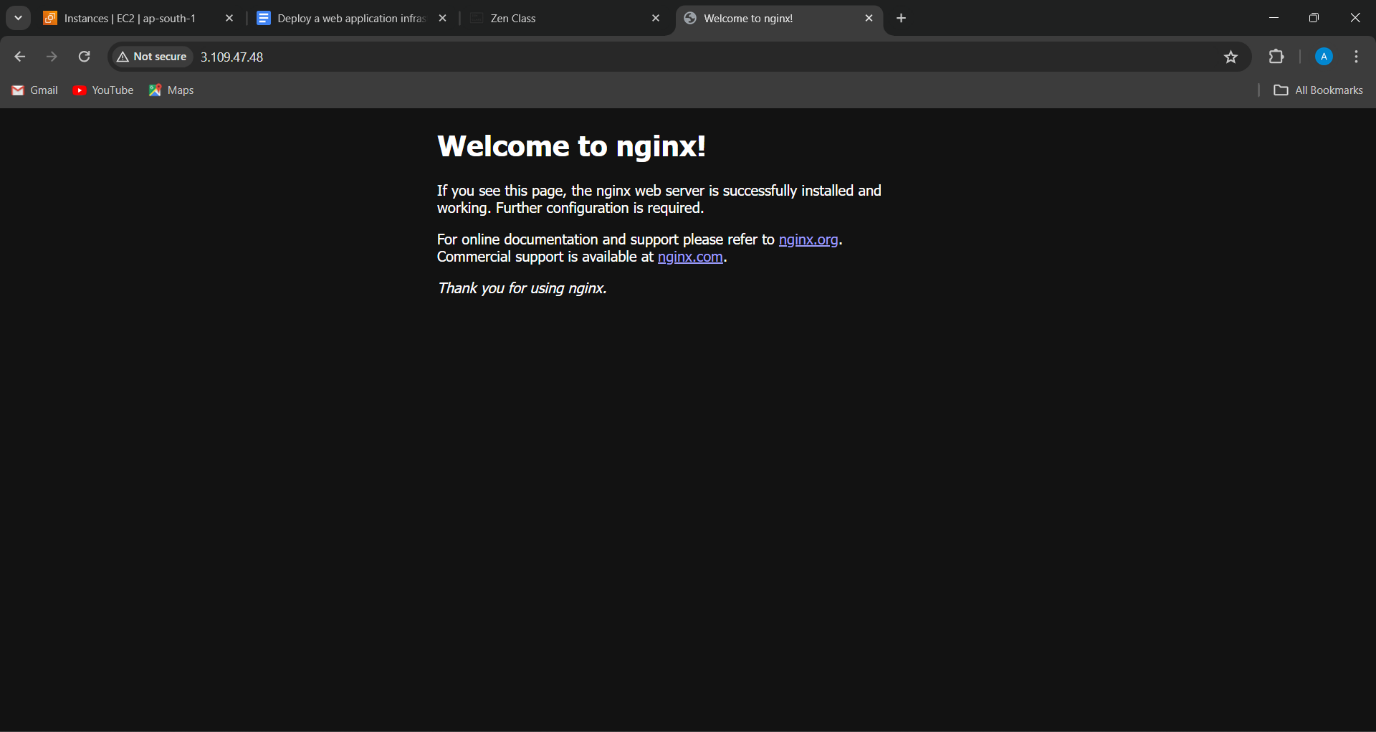 Instances | EC2 | ap-south-1
Deploy a web application infras
Zen Class
Welcome to nginx!
Not secure
3.109.47.48
A
Gmail
YouTube
Maps
All Bookmarks
Welcome to nginx!
If you see this page, the nginx web server is successfully installed and
working. Further configuration is required.
For online documentation and support please refer to nginx.org.
Commercial support is available at nginx.com.
Thank you for using nginx.